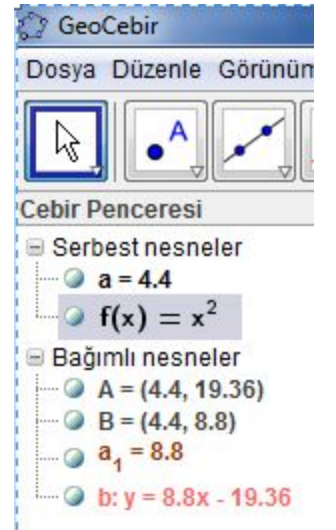 GeoCebir
Dosya Düzenle Görünüm
A
Cebir Penceresi
Serbest nesneler
a = 4.4
f(x) = x²
Bağımlı nesneler
A = (4.4, 19.36)
B = (4.4, 8.8)
a₁ = 8.8
b: y = 8.8x - 19.36